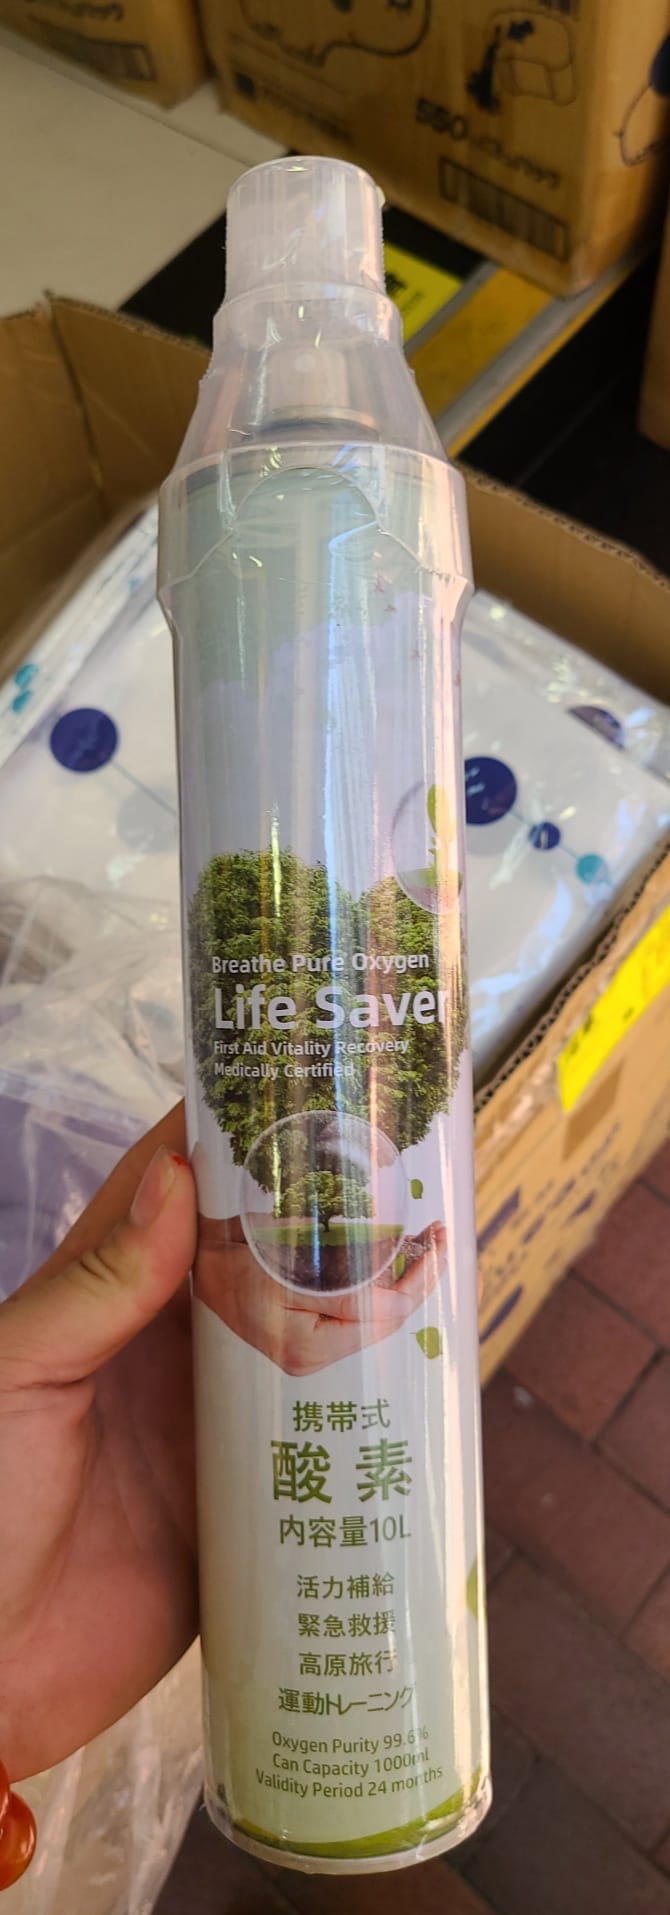 550
Breathe Pure Oxygen
Life Saver
First Aid Vitality Recovery
Medically Certified
携帯式
酸素
内容量10L
活力補給
緊急救援
高原旅行
運動トレーニング
Oxygen Purity 99.6%
Can Capacity 1000ml
Validity Period 24 months